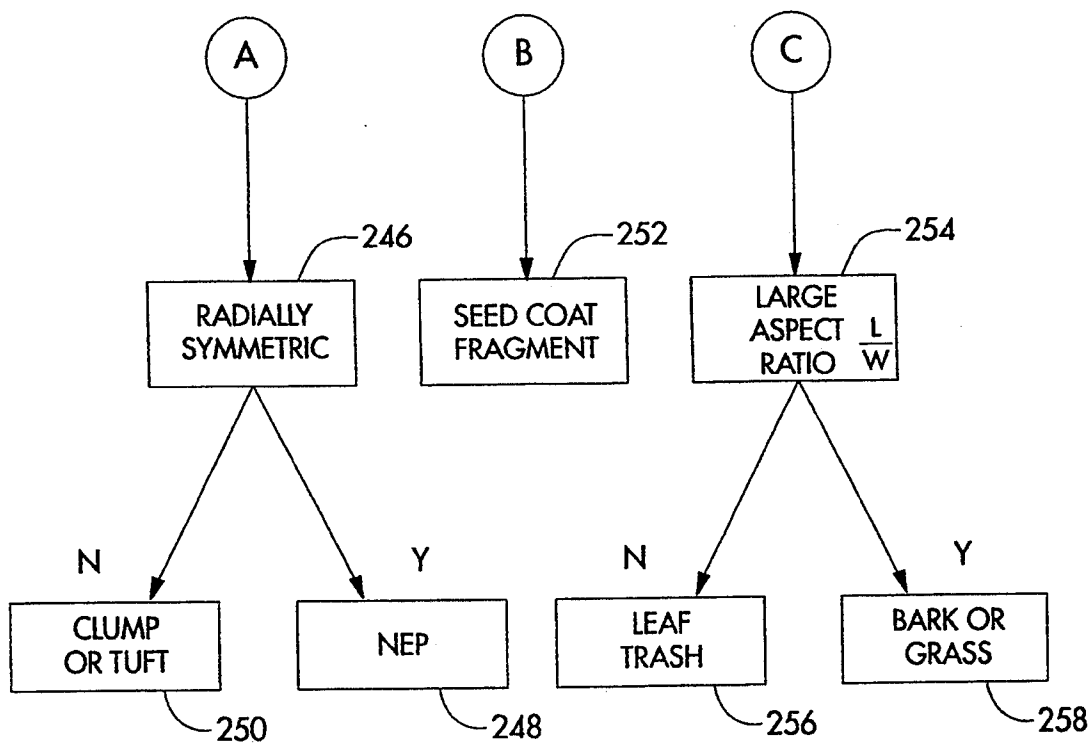 A
B
C
246
252
254
RADIALLY
SYMMETRIC
SEED COAT
FRAGMENT
LARGE
ASPECT
RATIO
L
W
N
Y
N
Y
CLUMP
OR TUFT
NEP
LEAF
TRASH
BARK OR
GRASS
250
248
256
258